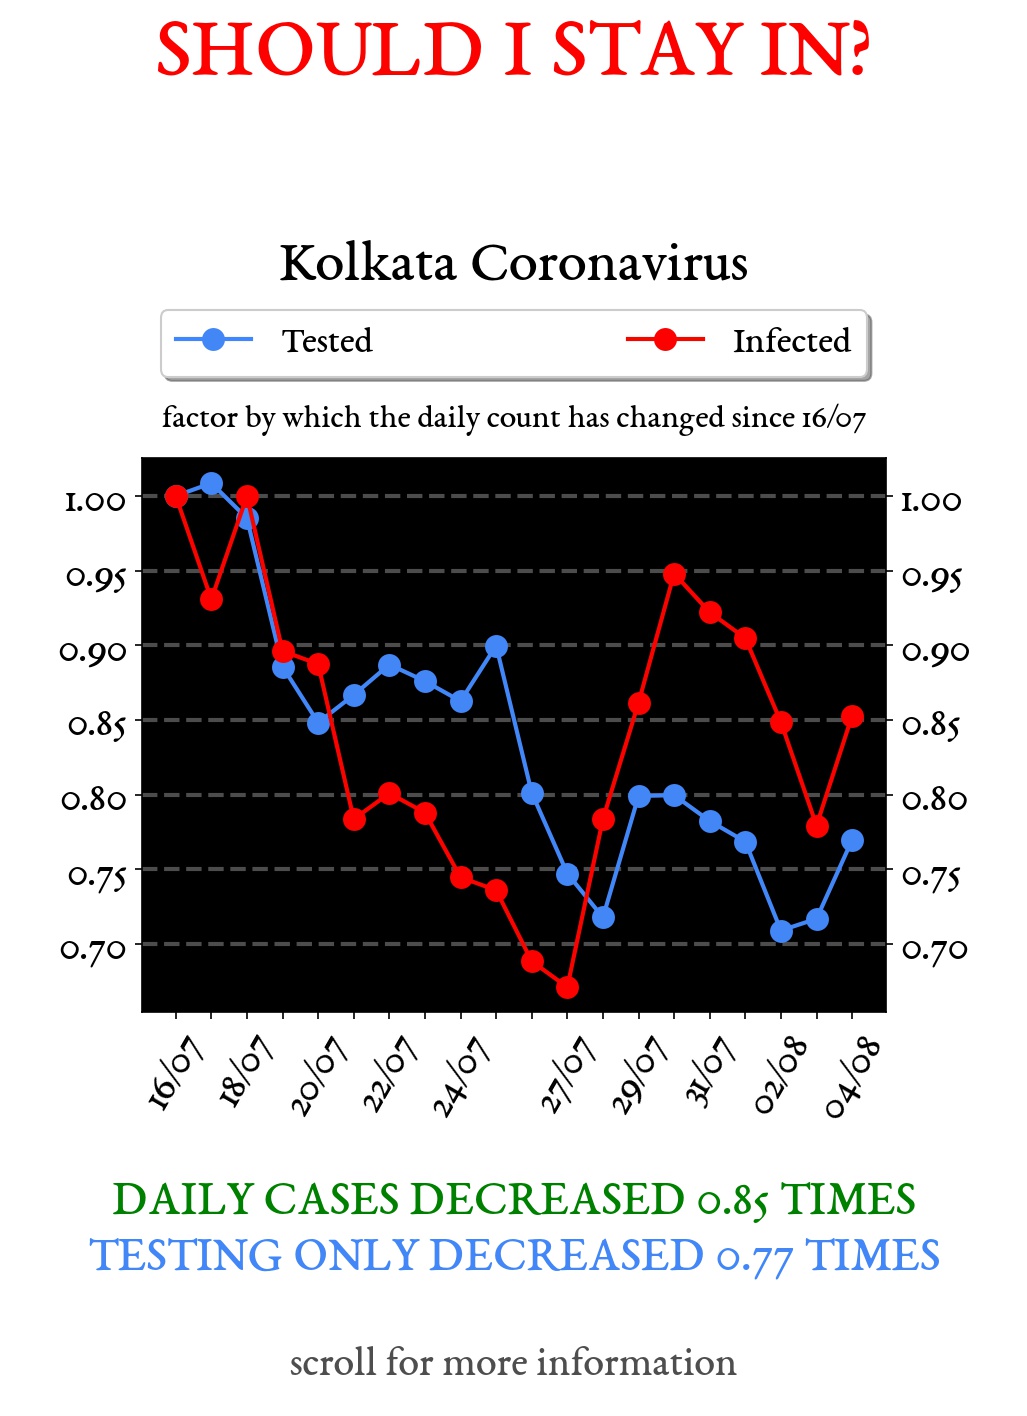 SHOULD I STAY IN?
Kolkata Coronavirus
Tested Infected
factor by which the daily count has changed since 16/07
1.00 1.00
0.95 0.95
0.90 0.90
0.85 0.85
0.80 0.80
0.75 0.75
0.70 0.70
16/07 18/07 20/07 22/07 24/07 27/07 29/07 31/07 02/08 04/08
DAILY CASES DECREASED 0.85 TIMES
TESTING ONLY DECREASED 0.77 TIMES
scroll for more information